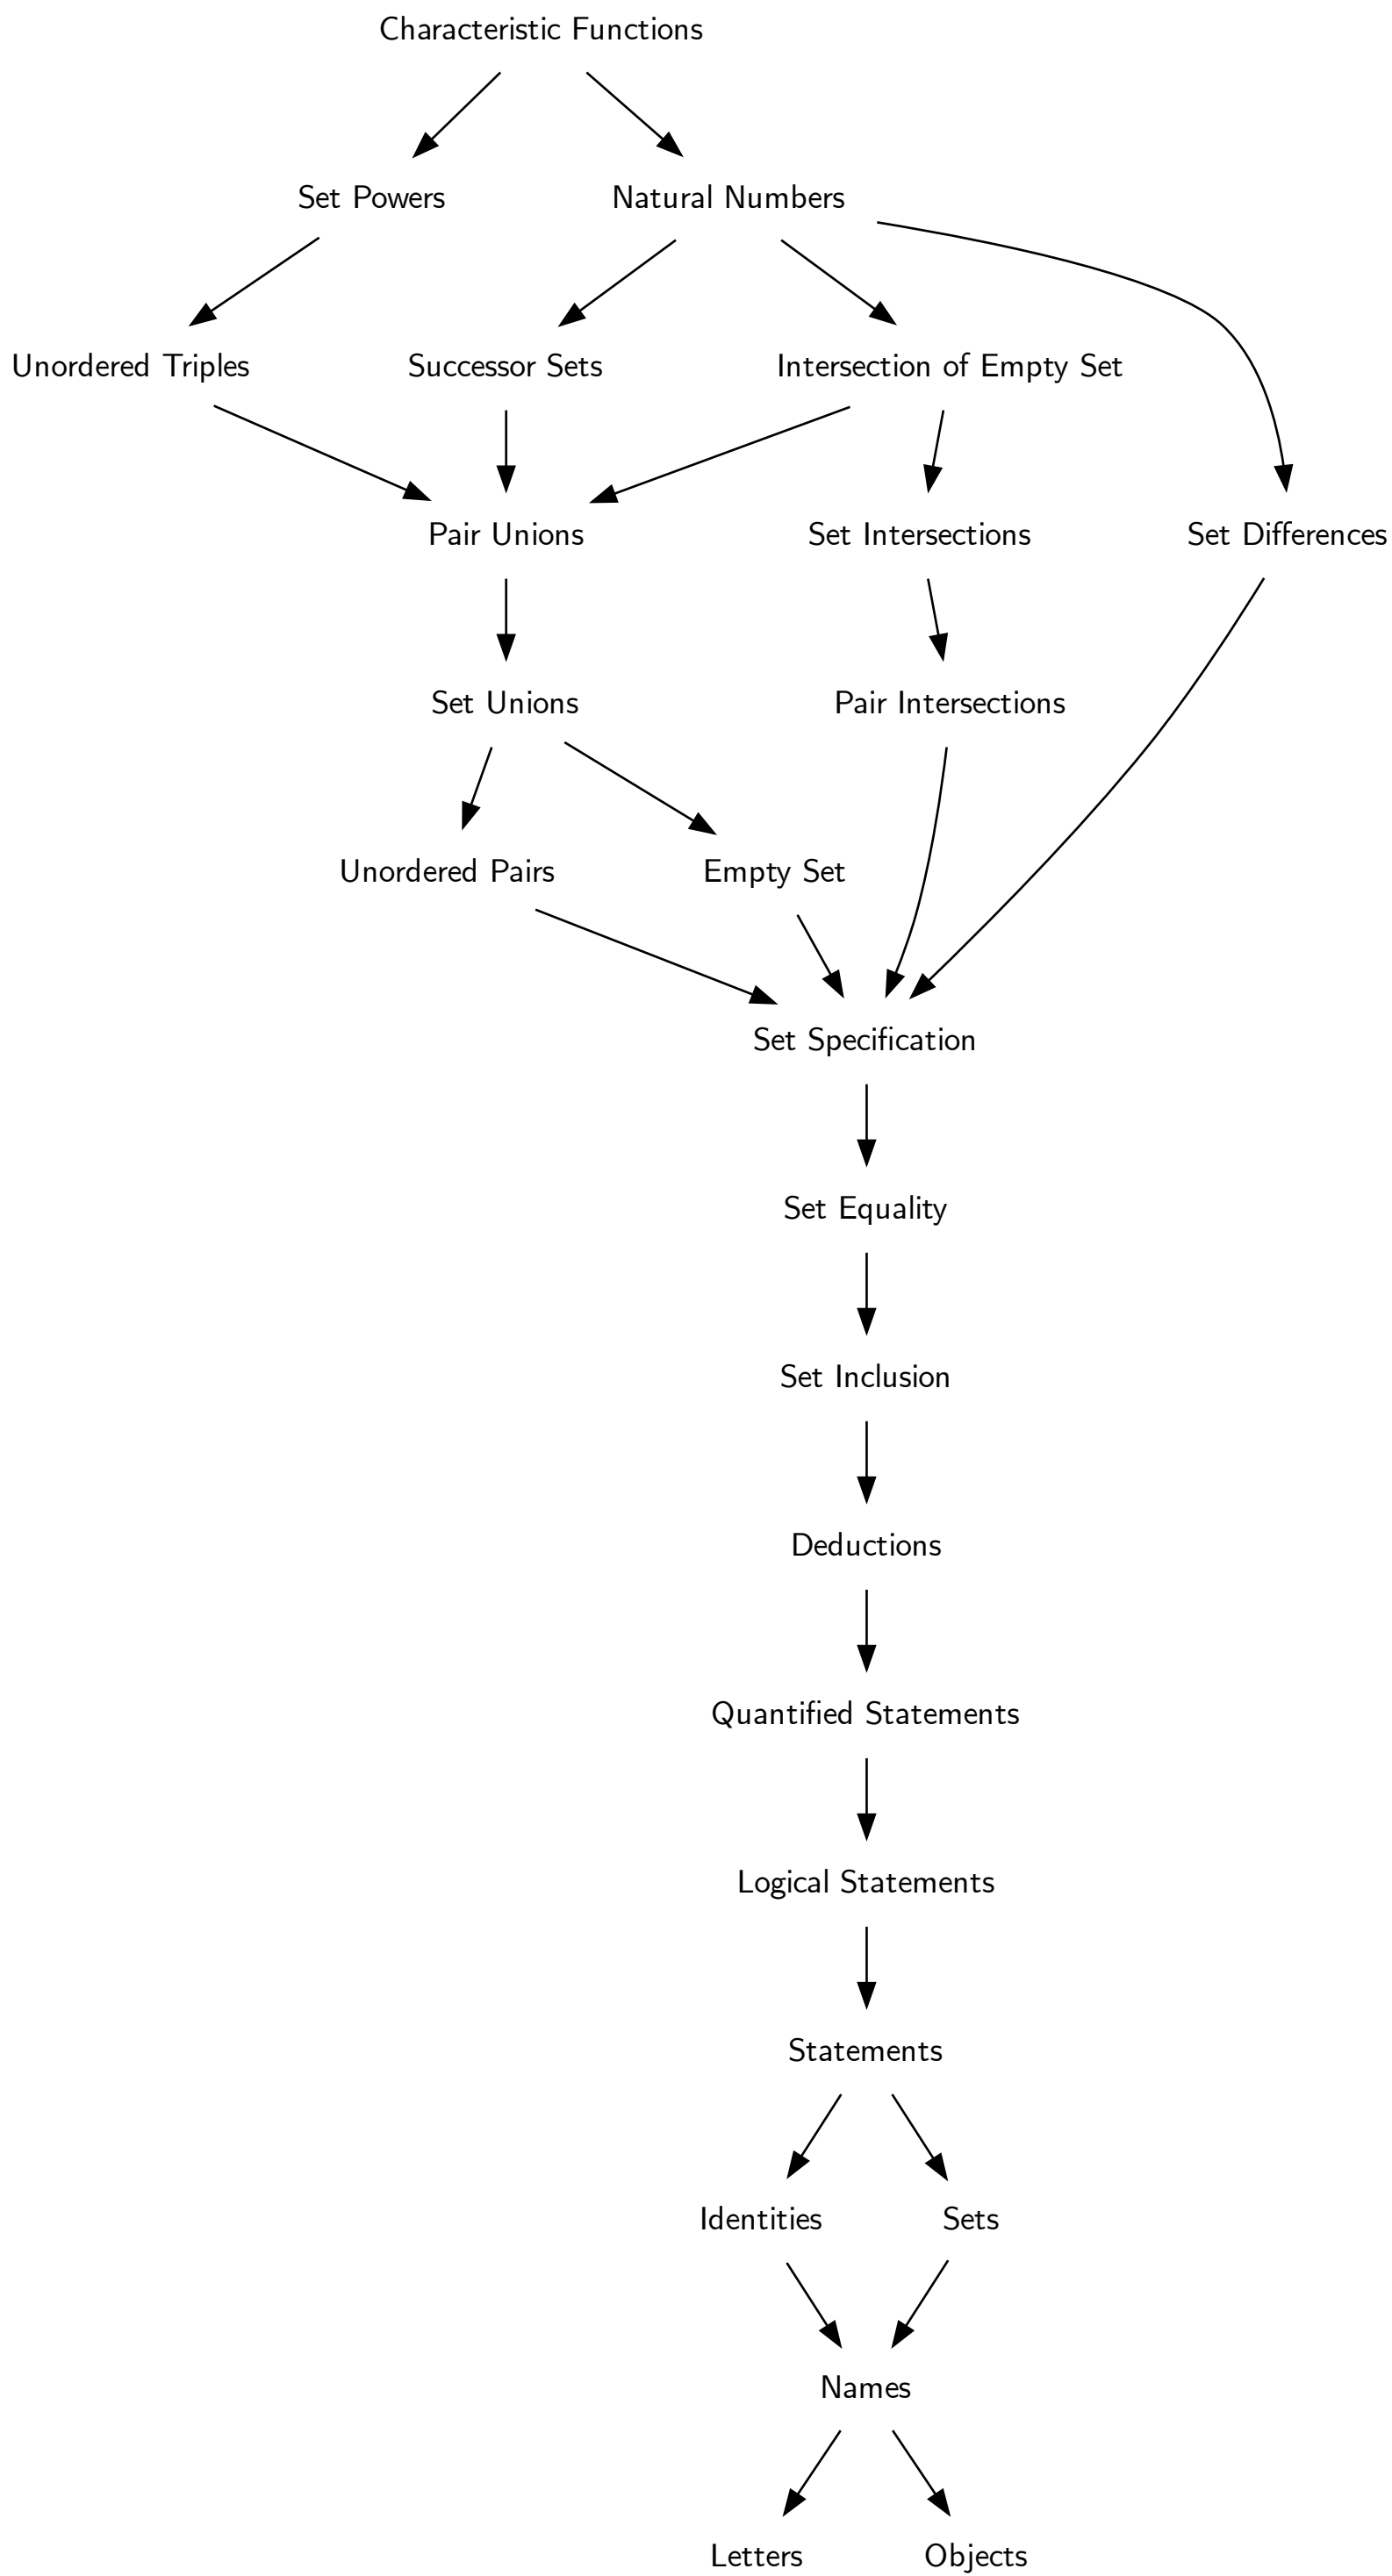 Characteristic Functions
Set Powers
Natural Numbers
Unordered Triples
Successor Sets
Intersection of Empty Set
Pair Unions
Set Intersections
Set Differences
Set Unions
Pair Intersections
Unordered Pairs
Empty Set
Set Specification
Set Equality
Set Inclusion
Deductions
Quantified Statements
Logical Statements
Statements
Identities
Sets
Names
Letters
Objects